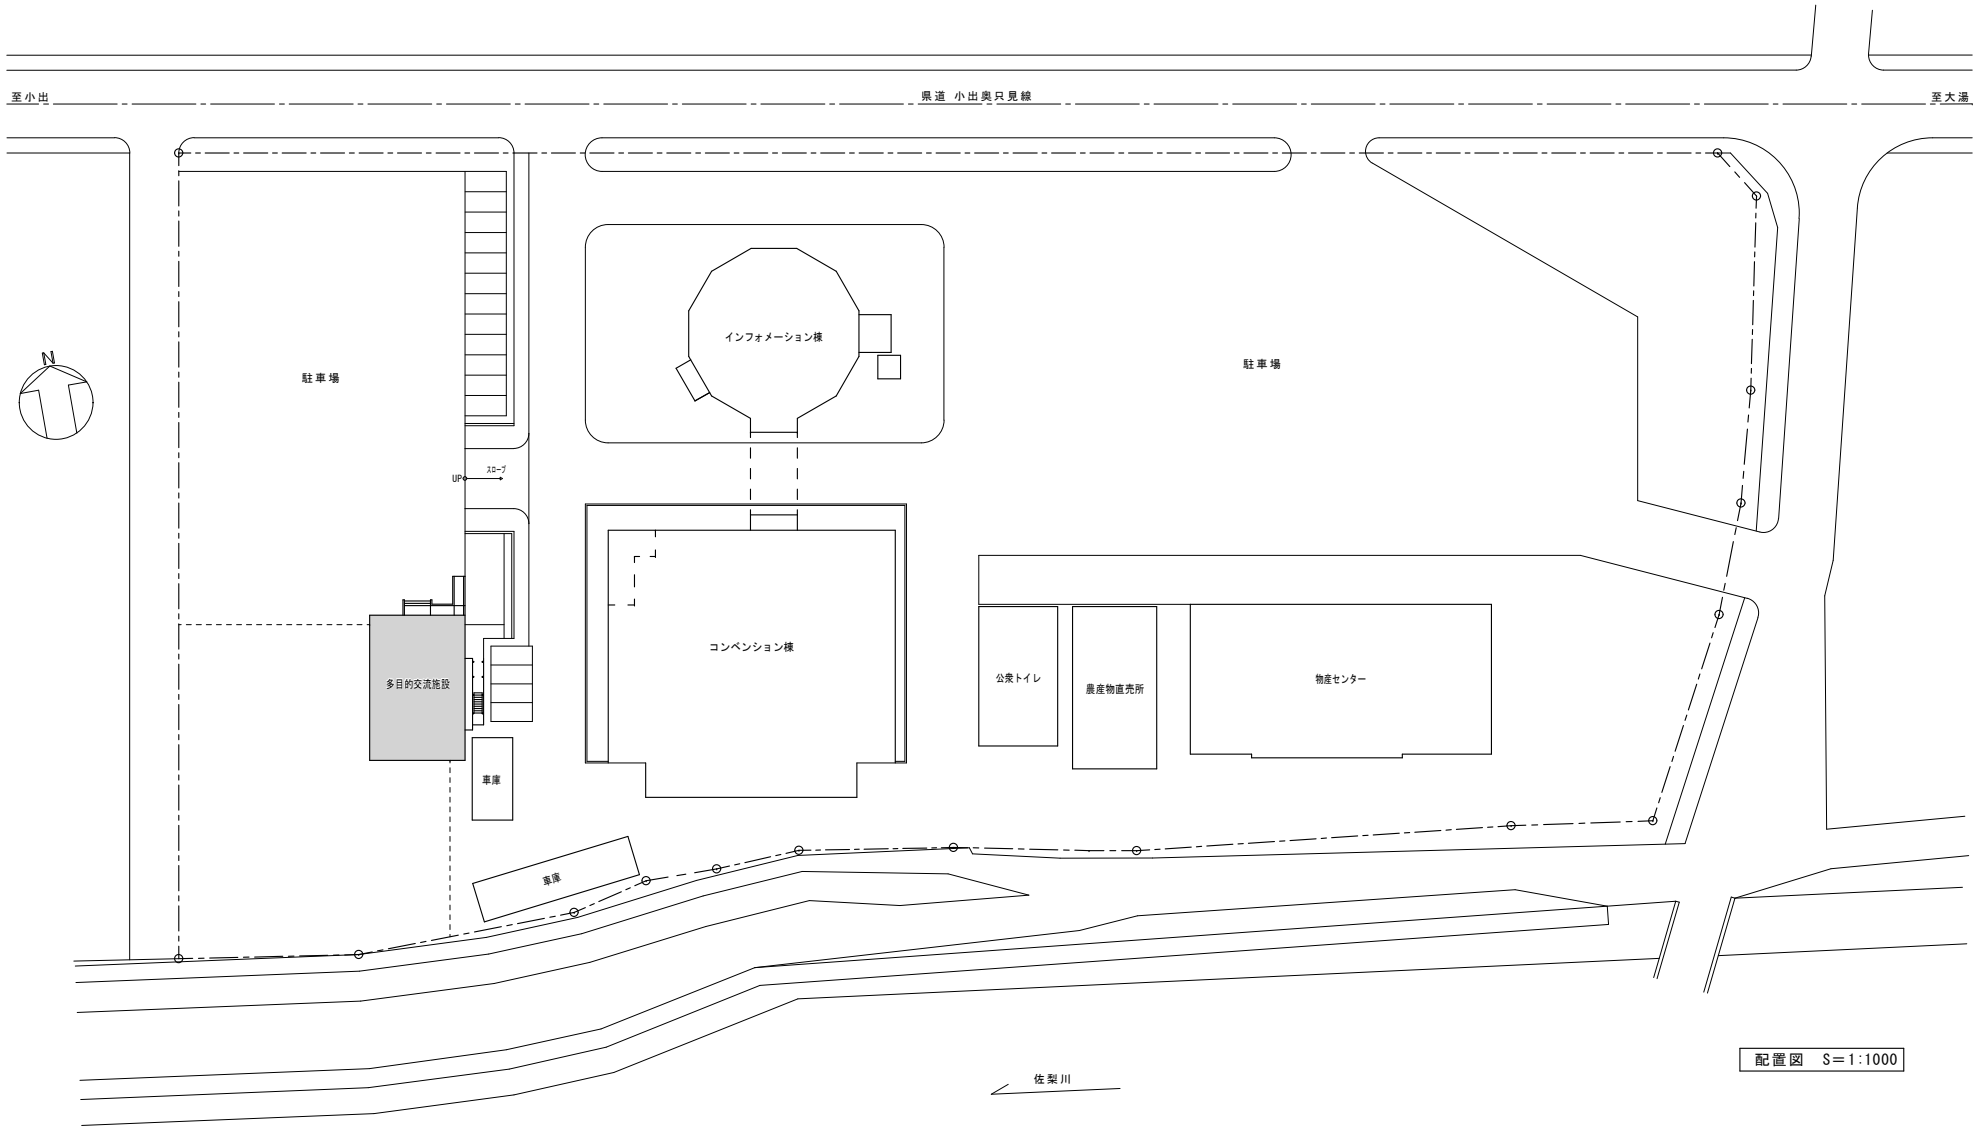 至小出
県道 小出奥只見線
至大湯
N
インフォメーション棟
駐車場
駐車場
UP
スロープ
コンベンション棟
多目的交流施設
公衆トイレ
農産物直売所
物産センター
車庫
車庫
佐梨川
配置図 S=1:1000